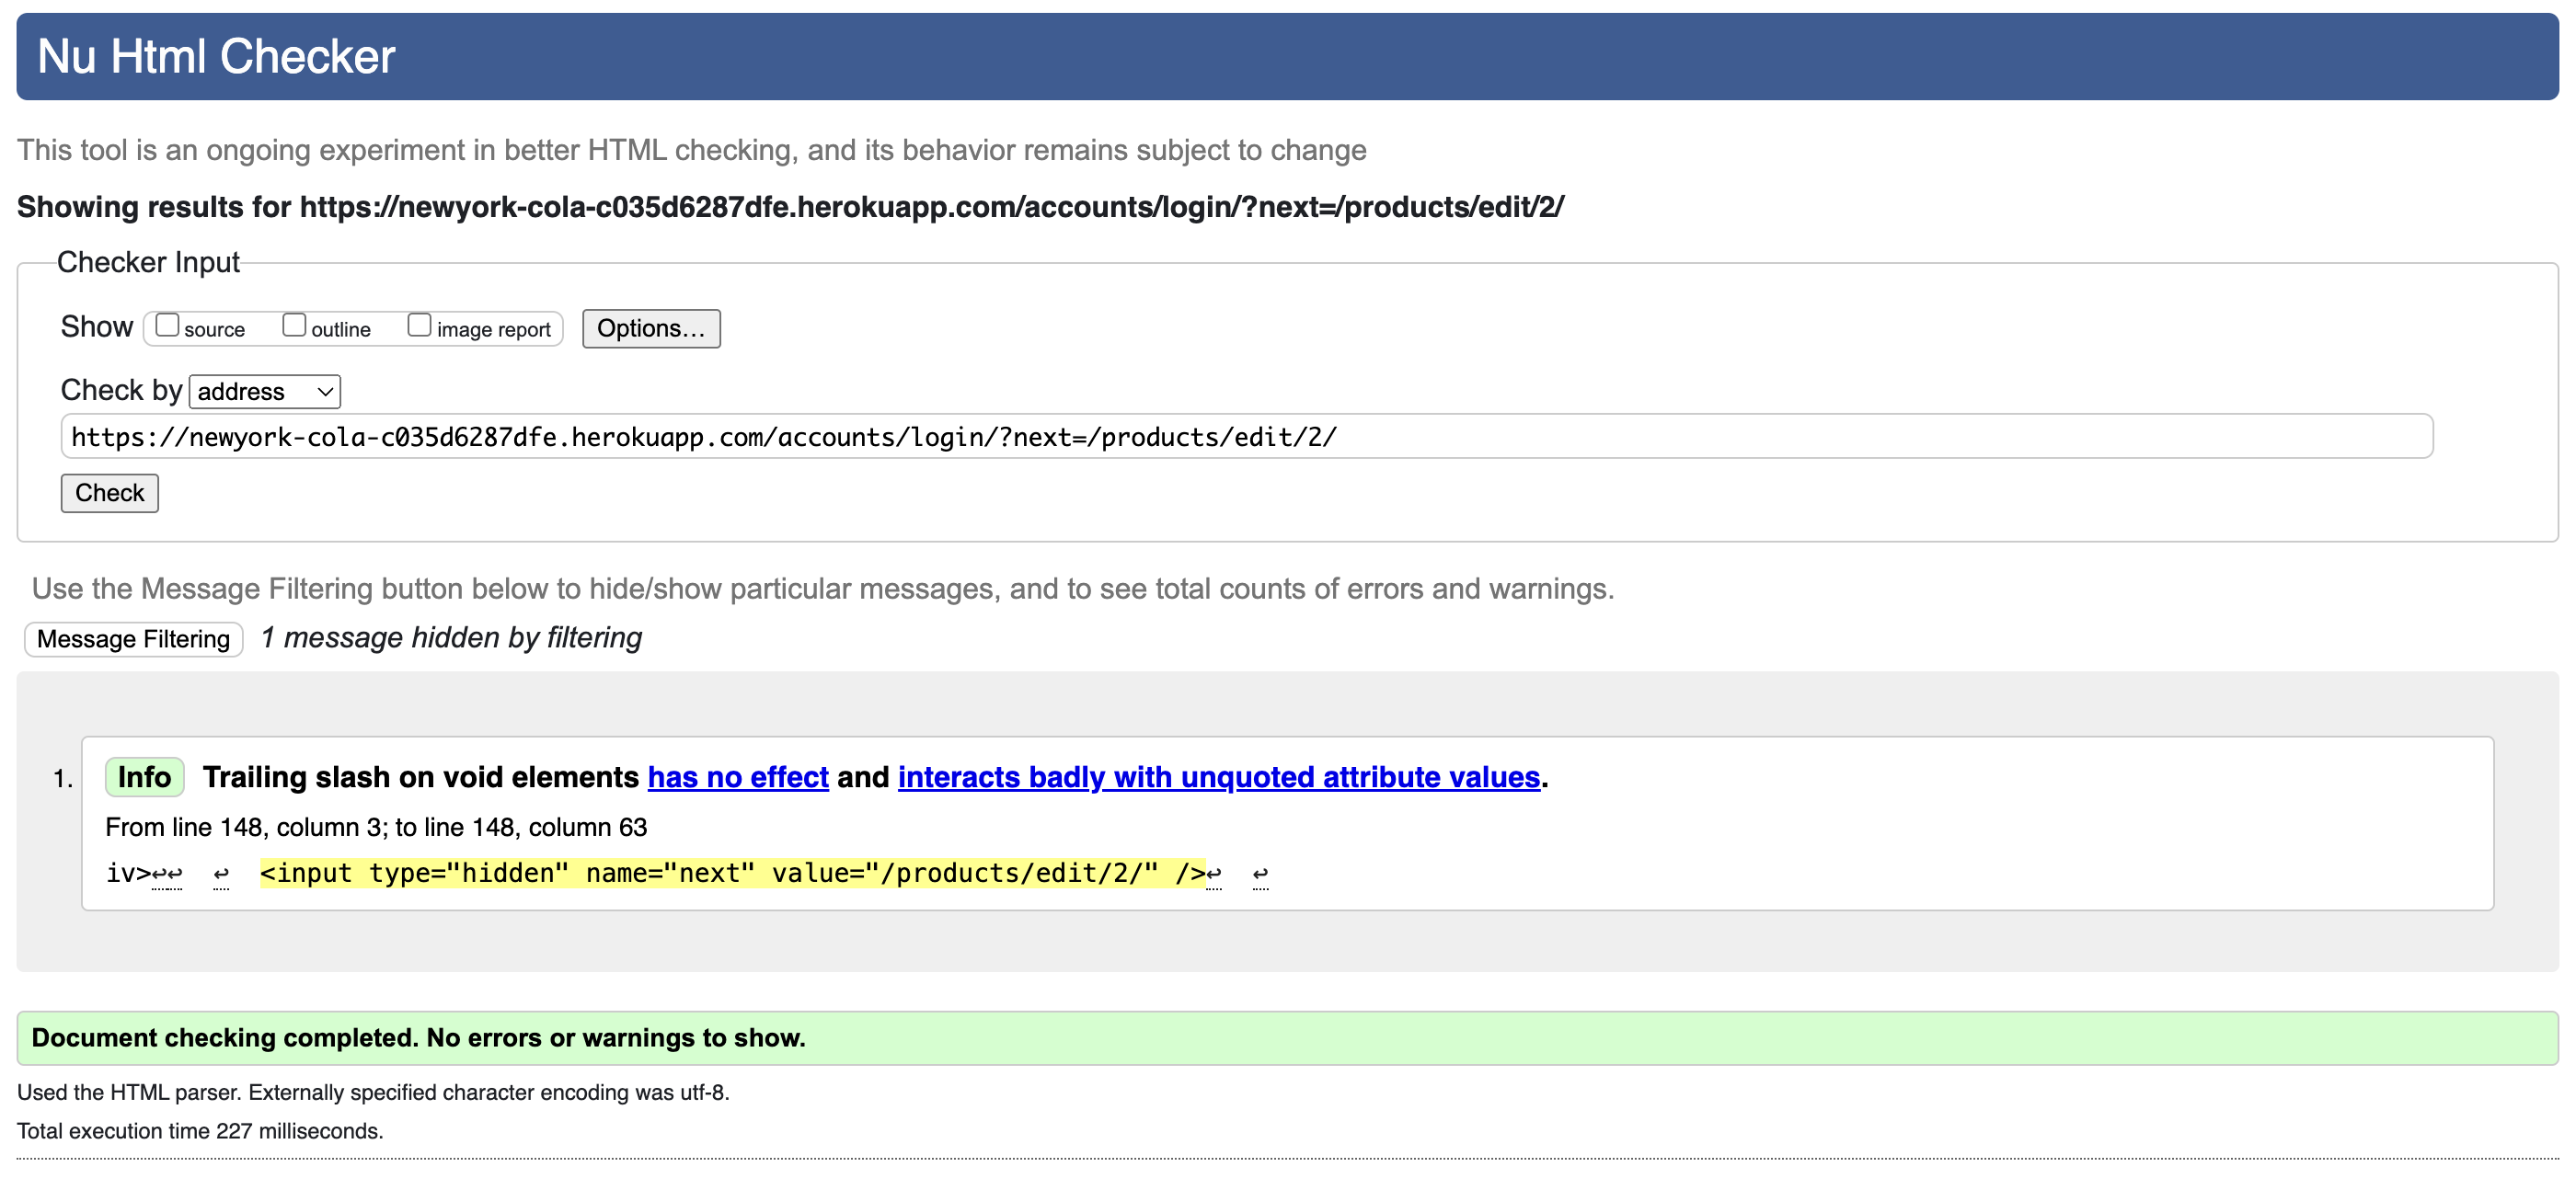 Nu Html Checker
This tool is an ongoing experiment in better HTML checking, and its behavior remains subject to change
Showing results for https://newyork-cola-c035d6287dfe.herokuapp.com/accounts/login/?next=/products/edit/2/
Checker Input
Show source outline image report Options…
Check by address
https://newyork-cola-c035d6287dfe.herokuapp.com/accounts/login/?next=/products/edit/2/
Check
Use the Message Filtering button below to hide/show particular messages, and to see total counts of errors and warnings.
Message Filtering 1 message hidden by filtering
1. Info Trailing slash on void elements has no effect and interacts badly with unquoted attribute values.
From line 148, column 3; to line 148, column 63
iv>↩↩ ↩ <input type="hidden" name="next" value="/products/edit/2/" />↩ ↩
Document checking completed. No errors or warnings to show.
Used the HTML parser. Externally specified character encoding was utf-8.
Total execution time 227 milliseconds.